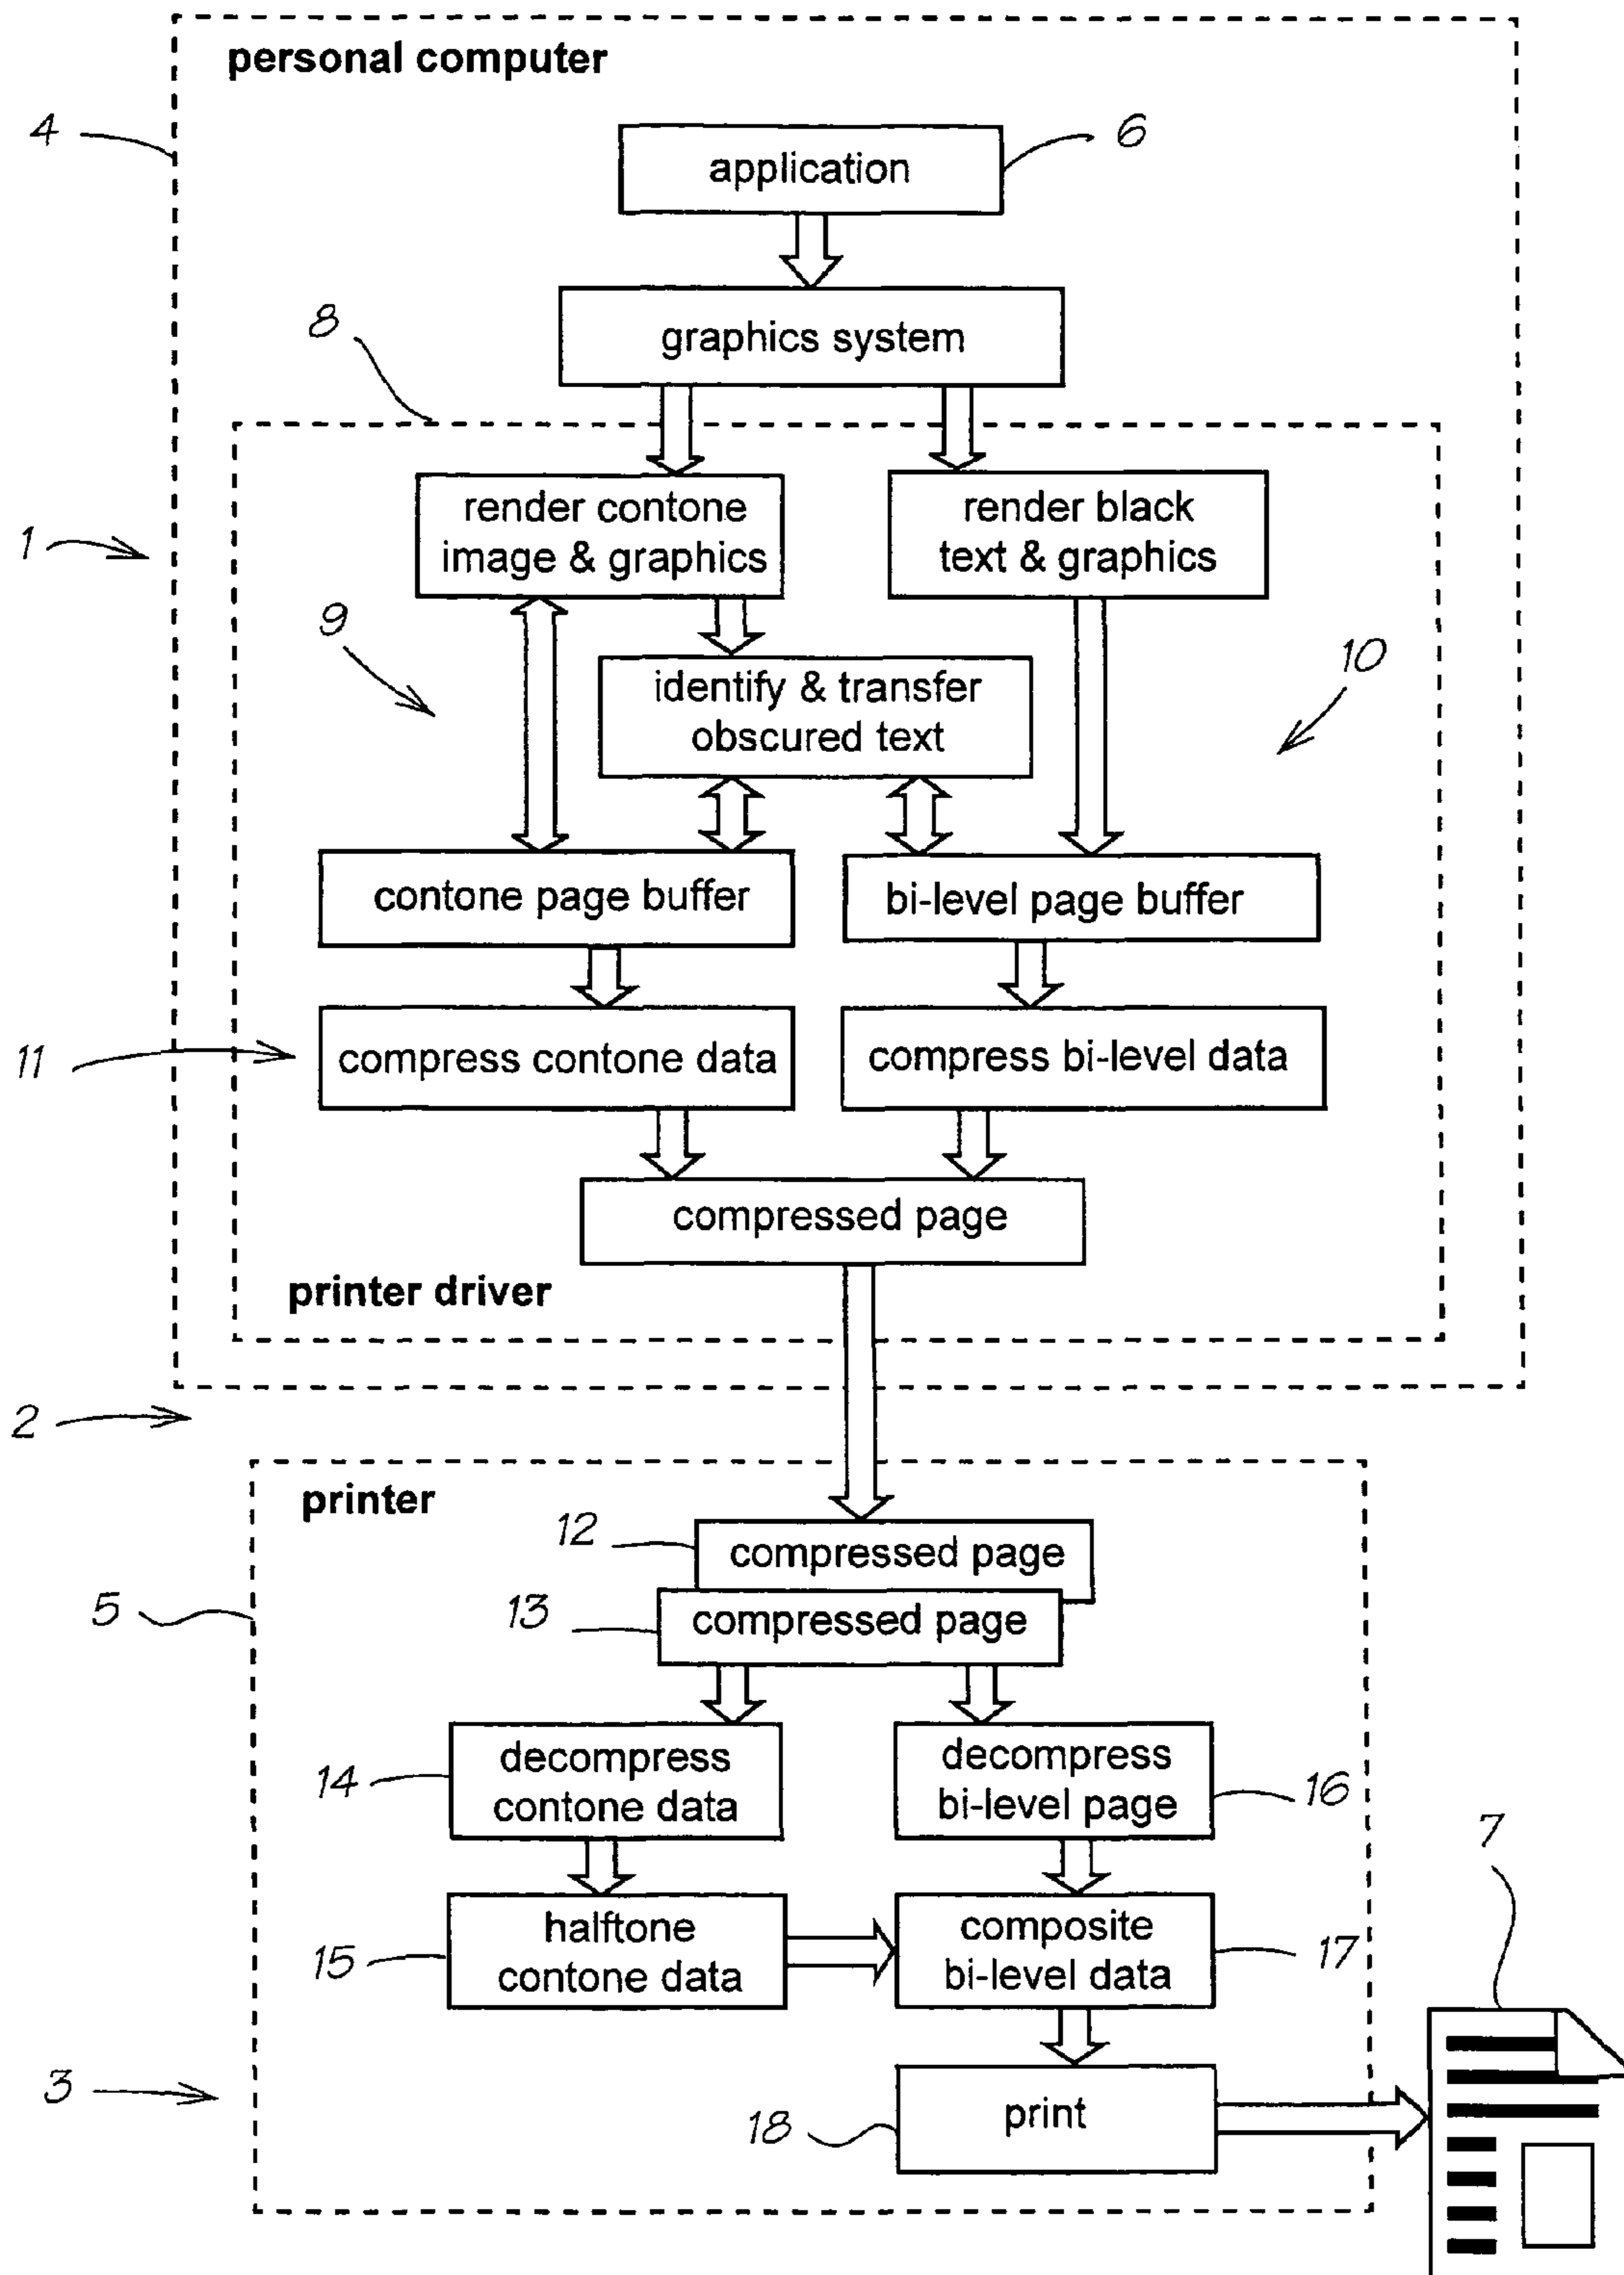 personal computer
4
6
application
8
graphics system
1
render contone
image & graphics
render black
text & graphics
9
identify & transfer
obscured text
10
contone page buffer
bi-level page buffer
11
compress contone data
compress bi-level data
compressed page
printer driver
2
printer
12
compressed page
5
13
compressed page
14
decompress
contone data
decompress
bi-level page
16
7
15
halftone
contone data
composite
bi-level data
17
3
18
print